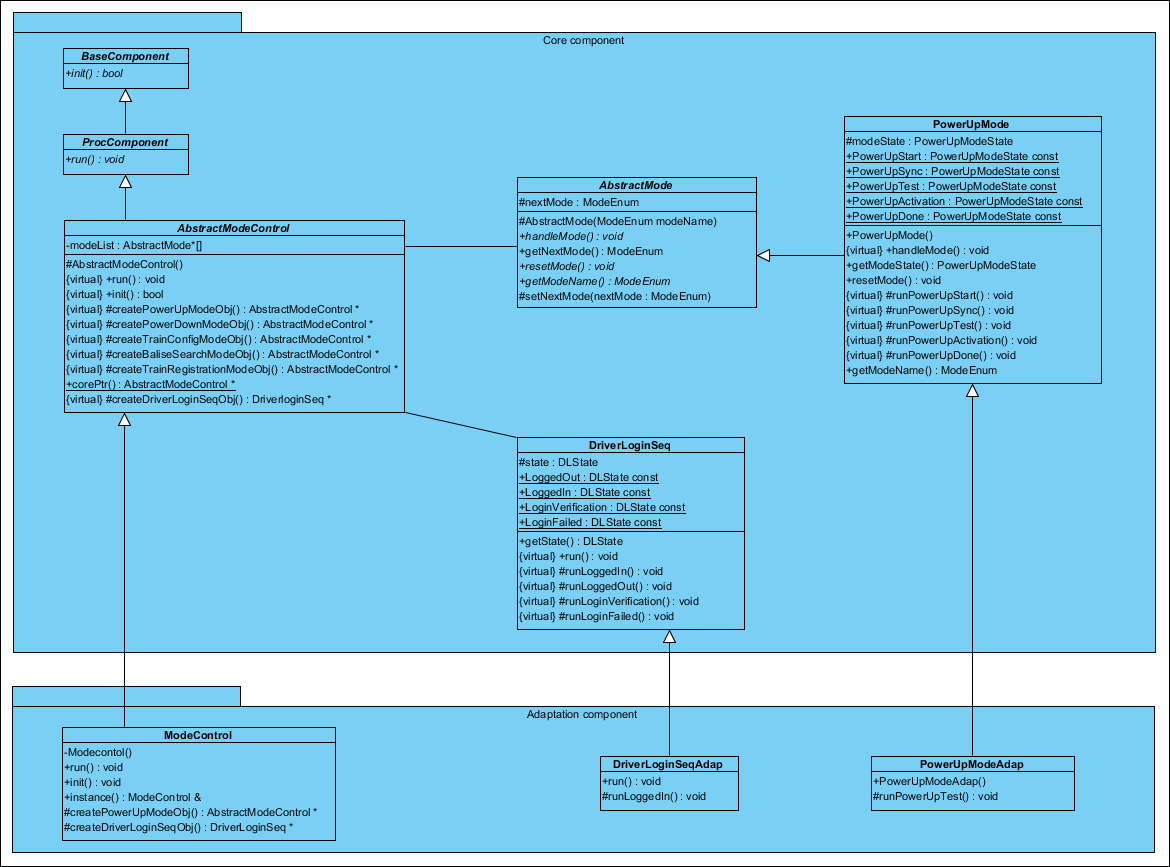 Core component
BaseComponent
+init() : bool
ProcComponent
+run() : void
AbstractModeControl
-modeList : AbstractMode*[]
#AbstractModeControl()
{virtual} +run() : void
{virtual} +init() : bool
{virtual} #createPowerUpModeObj() : AbstractModeControl *
{virtual} #createPowerDownModeObj() : AbstractModeControl *
{virtual} #createTrainConfigModeObj() : AbstractModeControl *
{virtual} #createBaliseSearchModeObj() : AbstractModeControl *
{virtual} #createTrainRegistrationModeObj() : AbstractModeControl *
+corePtr() : AbstractModeControl *
{virtual} #createDriverLoginSeqObj() : DriverloginSeq *
AbstractMode
#nextMode : ModeEnum
#AbstractMode(ModeEnum modeName)
+handleMode() : void
+getNextMode() : ModeEnum
+resetMode() : void
+getModeName() : ModeEnum
#setNextMode(nextMode : ModeEnum)
PowerUpMode
#modeState : PowerUpModeState
+PowerUpStart : PowerUpModeState const
+PowerUpSync : PowerUpModeState const
+PowerUpTest : PowerUpModeState const
+PowerUpActivation : PowerUpModeState const
+PowerUpDone : PowerUpModeState const
+PowerUpMode()
{virtual} +handleMode() : void
+getModeState() : PowerUpModeState
+resetMode() : void
{virtual} #runPowerUpStart() : void
{virtual} #runPowerUpSync() : void
{virtual} #runPowerUpTest() : void
{virtual} #runPowerUpActivation() : void
{virtual} #runPowerUpDone() : void
+getModeName() : ModeEnum
DriverLoginSeq
#state : DLState
+LoggedOut : DLState const
+LoggedIn : DLState const
+LoginVerification : DLState const
+LoginFailed : DLState const
+getState() : DLState
{virtual} +run() : void
{virtual} #runLoggedIn() : void
{virtual} #runLoggedOut() : void
{virtual} #runLoginVerification() : void
{virtual} #runLoginFailed() : void
Adaptation component
ModeControl
-Modecontol()
+run() : void
+init() : void
+instance() : ModeControl &
#createPowerUpModeObj() : AbstractModeControl *
#createDriverLoginSeqObj() : DriverLoginSeq *
DriverLoginSeqAdap
+run() : void
#runLoggedIn() : void
PowerUpModeAdap
+PowerUpModeAdap()
#runPowerUpTest() : void